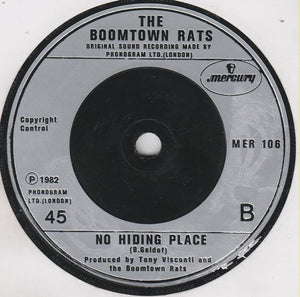 THE
BOOMTOWN RATS
ORIGINAL SOUND RECORDING MADE BY
PHONOGRAM LTD.(LONDON)
mercury
Copyright
Control
MER 106
℗ 1982
PHONOGRAM
LTD.(LONDON)
45
B
NO HIDING PLACE
(B.Geldof)
Produced by Tony Visconti and
the Boomtown Rats